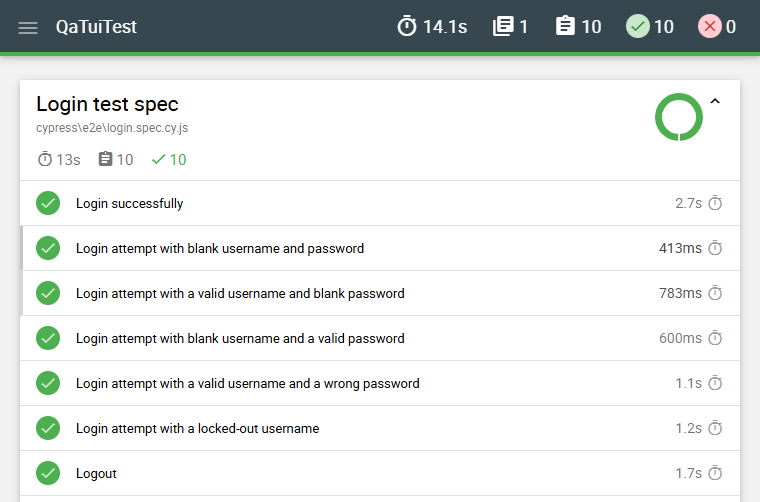 QaTuiTest 14.1s 1 10 10 0
Login test spec
cypress\e2e\login.spec.cy.js
13s 10 10
Login successfully 2.7s
Login attempt with blank username and password 413ms
Login attempt with a valid username and blank password 783ms
Login attempt with blank username and a valid password 600ms
Login attempt with a valid username and a wrong password 1.1s
Login attempt with a locked-out username 1.2s
Logout 1.7s